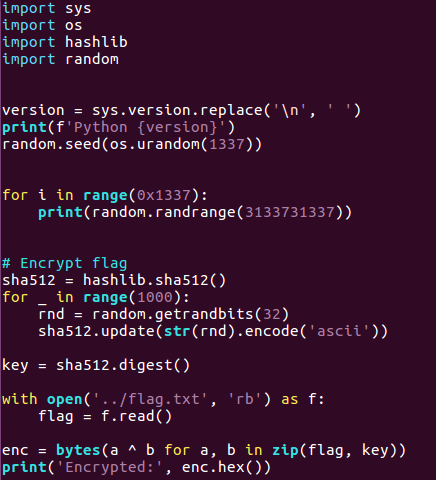 import sys
import os
import hashlib
import random
version = sys.version.replace('\n', ' ')
print(f'Python {version}')
random.seed(os.urandom(1337))
for i in range(0x1337):
    print(random.randrange(3133731337))
# Encrypt flag
sha512 = hashlib.sha512()
for _ in range(1000):
    rnd = random.getrandbits(32)
    sha512.update(str(rnd).encode('ascii'))
key = sha512.digest()
with open('../flag.txt', 'rb') as f:
    flag = f.read()
enc = bytes(a ^ b for a, b in zip(flag, key))
print('Encrypted:', enc.hex())